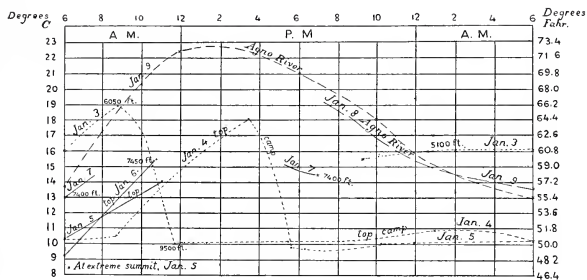 Degrees
C
Degrees
Fahr.
6 8 10 12 2 4 6 8 10 12 2 4 6
A M.
P M
A. M.
23 73.4
22 71.6
21 69.8
20 68.0
19 66.2
18 64.4
17 62.6
16 60.8
15 59.0
14 57.2
13 55.4
12 53.6
11 51.8
10 50.0
9 48.2
8 46.4
Jan. 9
Agno River
Jan. 3
6050 ft.
Jan. 4 top
camp
Jan. 8 Agno River
5100 ft.
Jan. 3
7450 ft.
Jan. 7
7400 ft.
Jan. 6
top
top
Jan. 5
Jan. 7
7400 ft.
Jan. 9
top camp
Jan. 4
Jan. 5
9500 ft.
• At extreme summit, Jan. 5